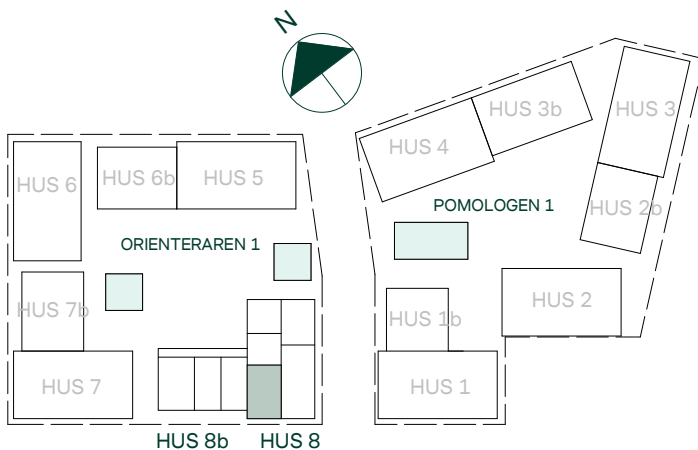 N
HUS 6
HUS 6b
HUS 5
HUS 4
HUS 3b
HUS 3
ORIENTERAREN 1
POMOLOGEN 1
HUS 2b
HUS 7b
HUS 1b
HUS 2
HUS 7
HUS 1
HUS 8b
HUS 8